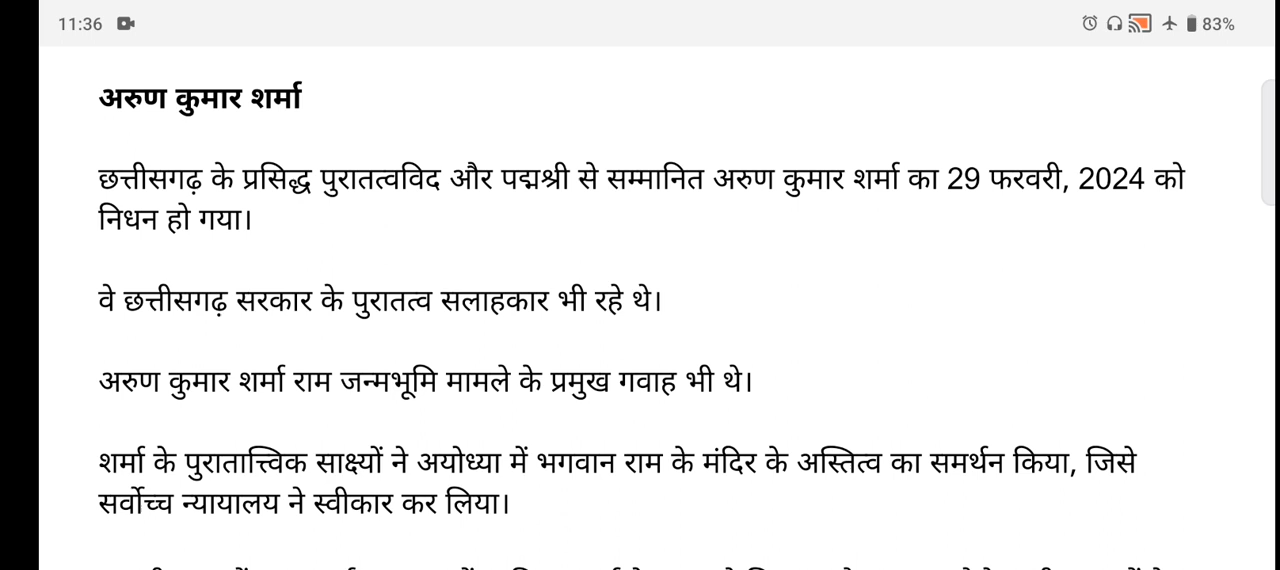 11:36
83%
अरुण कुमार शर्मा
छत्तीसगढ़ के प्रसिद्ध पुरातत्वविद और पद्मश्री से सम्मानित अरुण कुमार शर्मा का 29 फरवरी, 2024 को
निधन हो गया।
वे छत्तीसगढ़ सरकार के पुरातत्व सलाहकार भी रहे थे।
अरुण कुमार शर्मा राम जन्मभूमि मामले के प्रमुख गवाह भी थे।
शर्मा के पुरातात्त्विक साक्ष्यों ने अयोध्या में भगवान राम के मंदिर के अस्तित्व का समर्थन किया, जिसे
सर्वोच्च न्यायालय ने स्वीकार कर लिया।